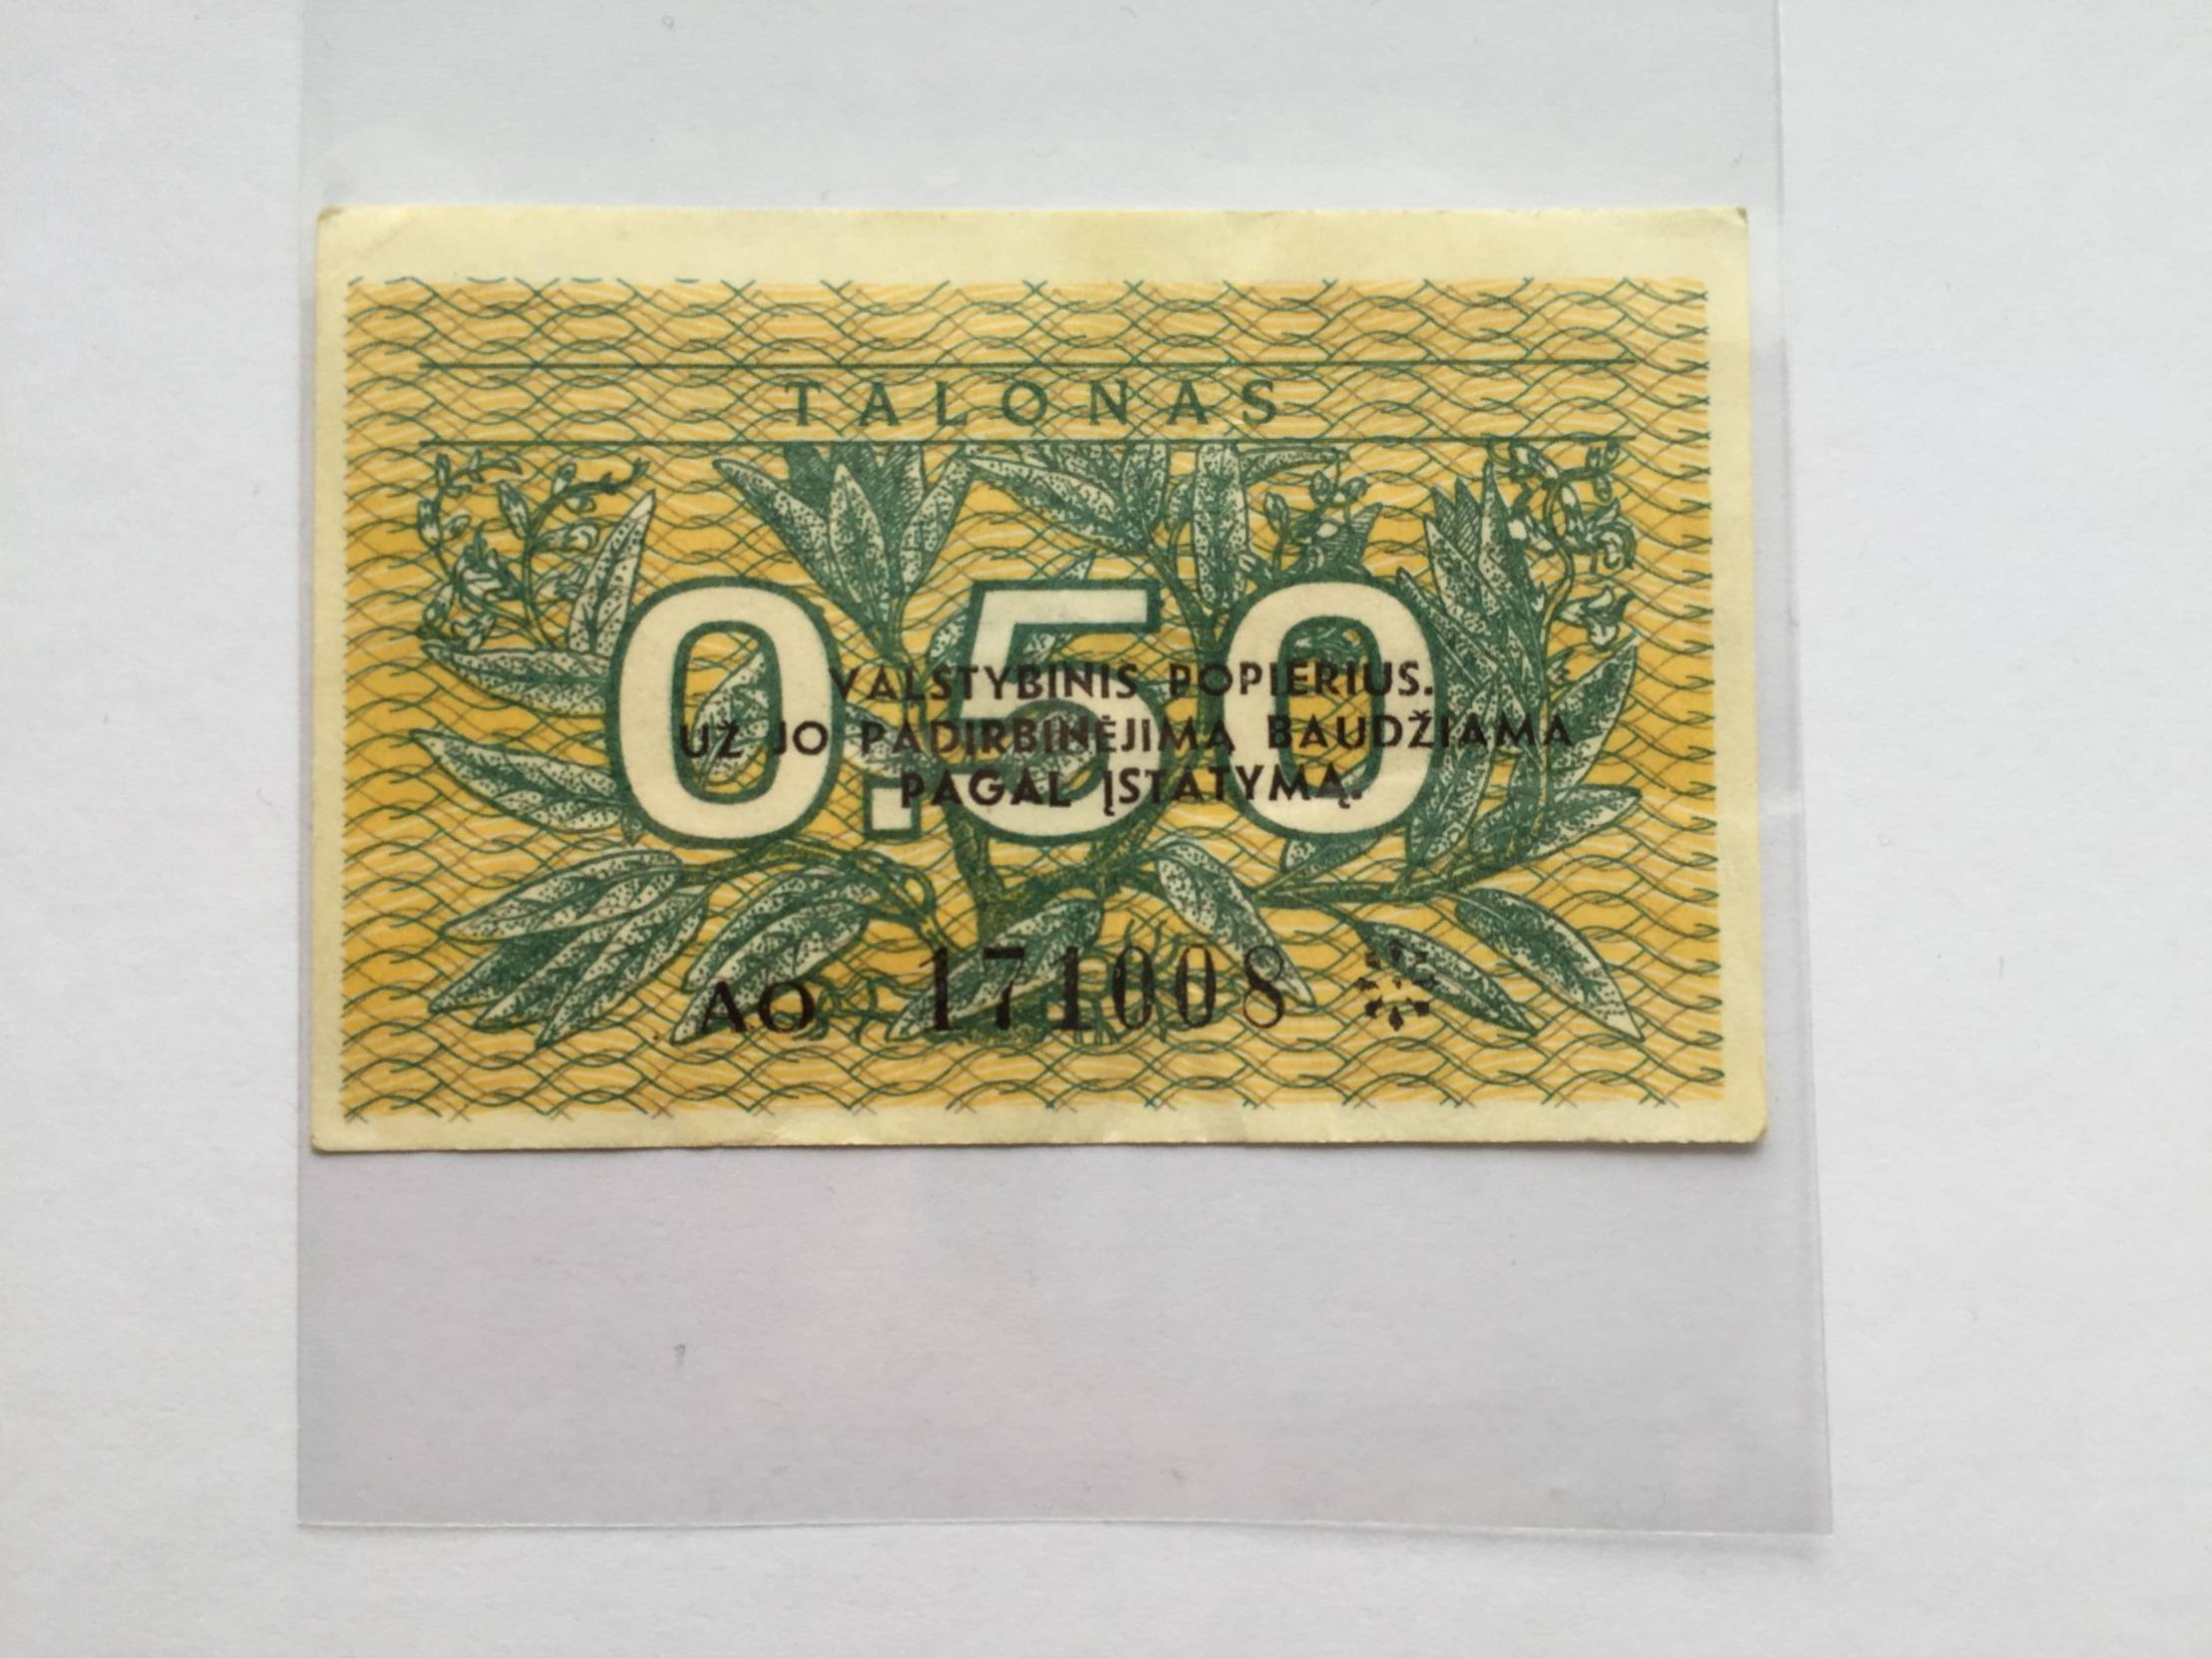 TALONAS
0.50
VALSTYBINIS POPIERIUS.
UŽ JO PADIRBINĖJIMĄ BAUDŽIAMA
PAGAL ĮSTATYMĄ.
AO 171008